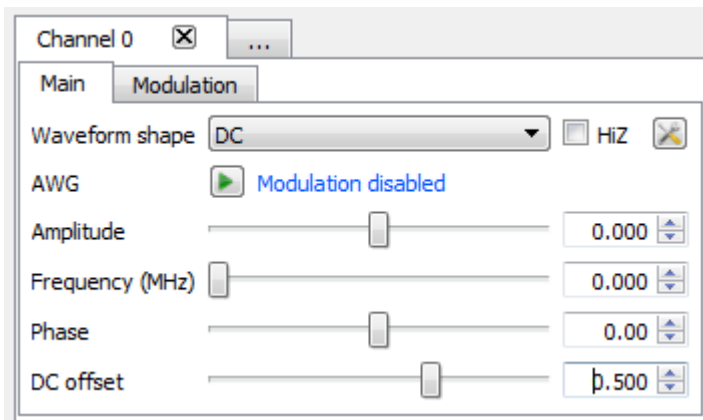 Channel 0 ...
Main Modulation
Waveform shape DC HiZ
AWG Modulation disabled
Amplitude 0.000
Frequency (MHz) 0.000
Phase 0.00
DC offset 0.500